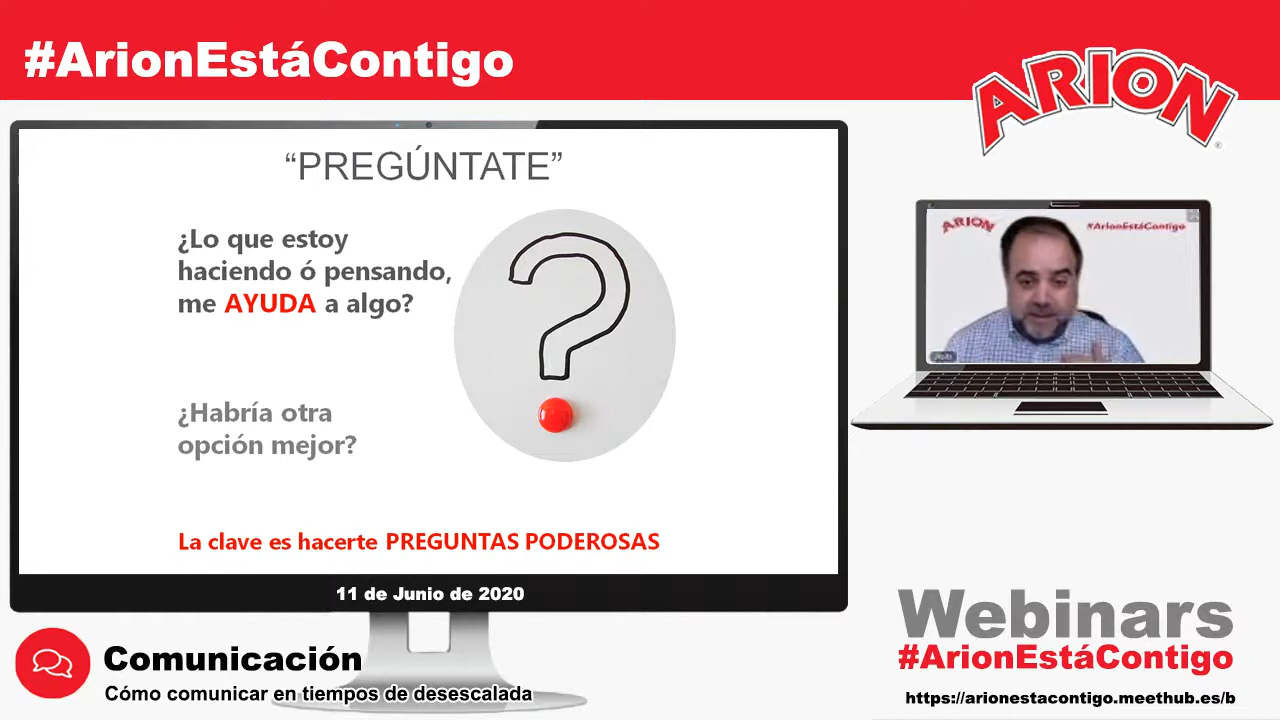 #ArionEstáContigo
ARION
®
“PREGÚNTATE”
¿Lo que estoy
haciendo ó pensando,
me AYUDA a algo?
¿Habría otra
opción mejor?
La clave es hacerte PREGUNTAS PODEROSAS
11 de Junio de 2020
ARION
#ArionEstáContigo
Comunicación
Cómo comunicar en tiempos de desescalada
Webinars
#ArionEstáContigo
https://arionestacontigo.meethub.es/b